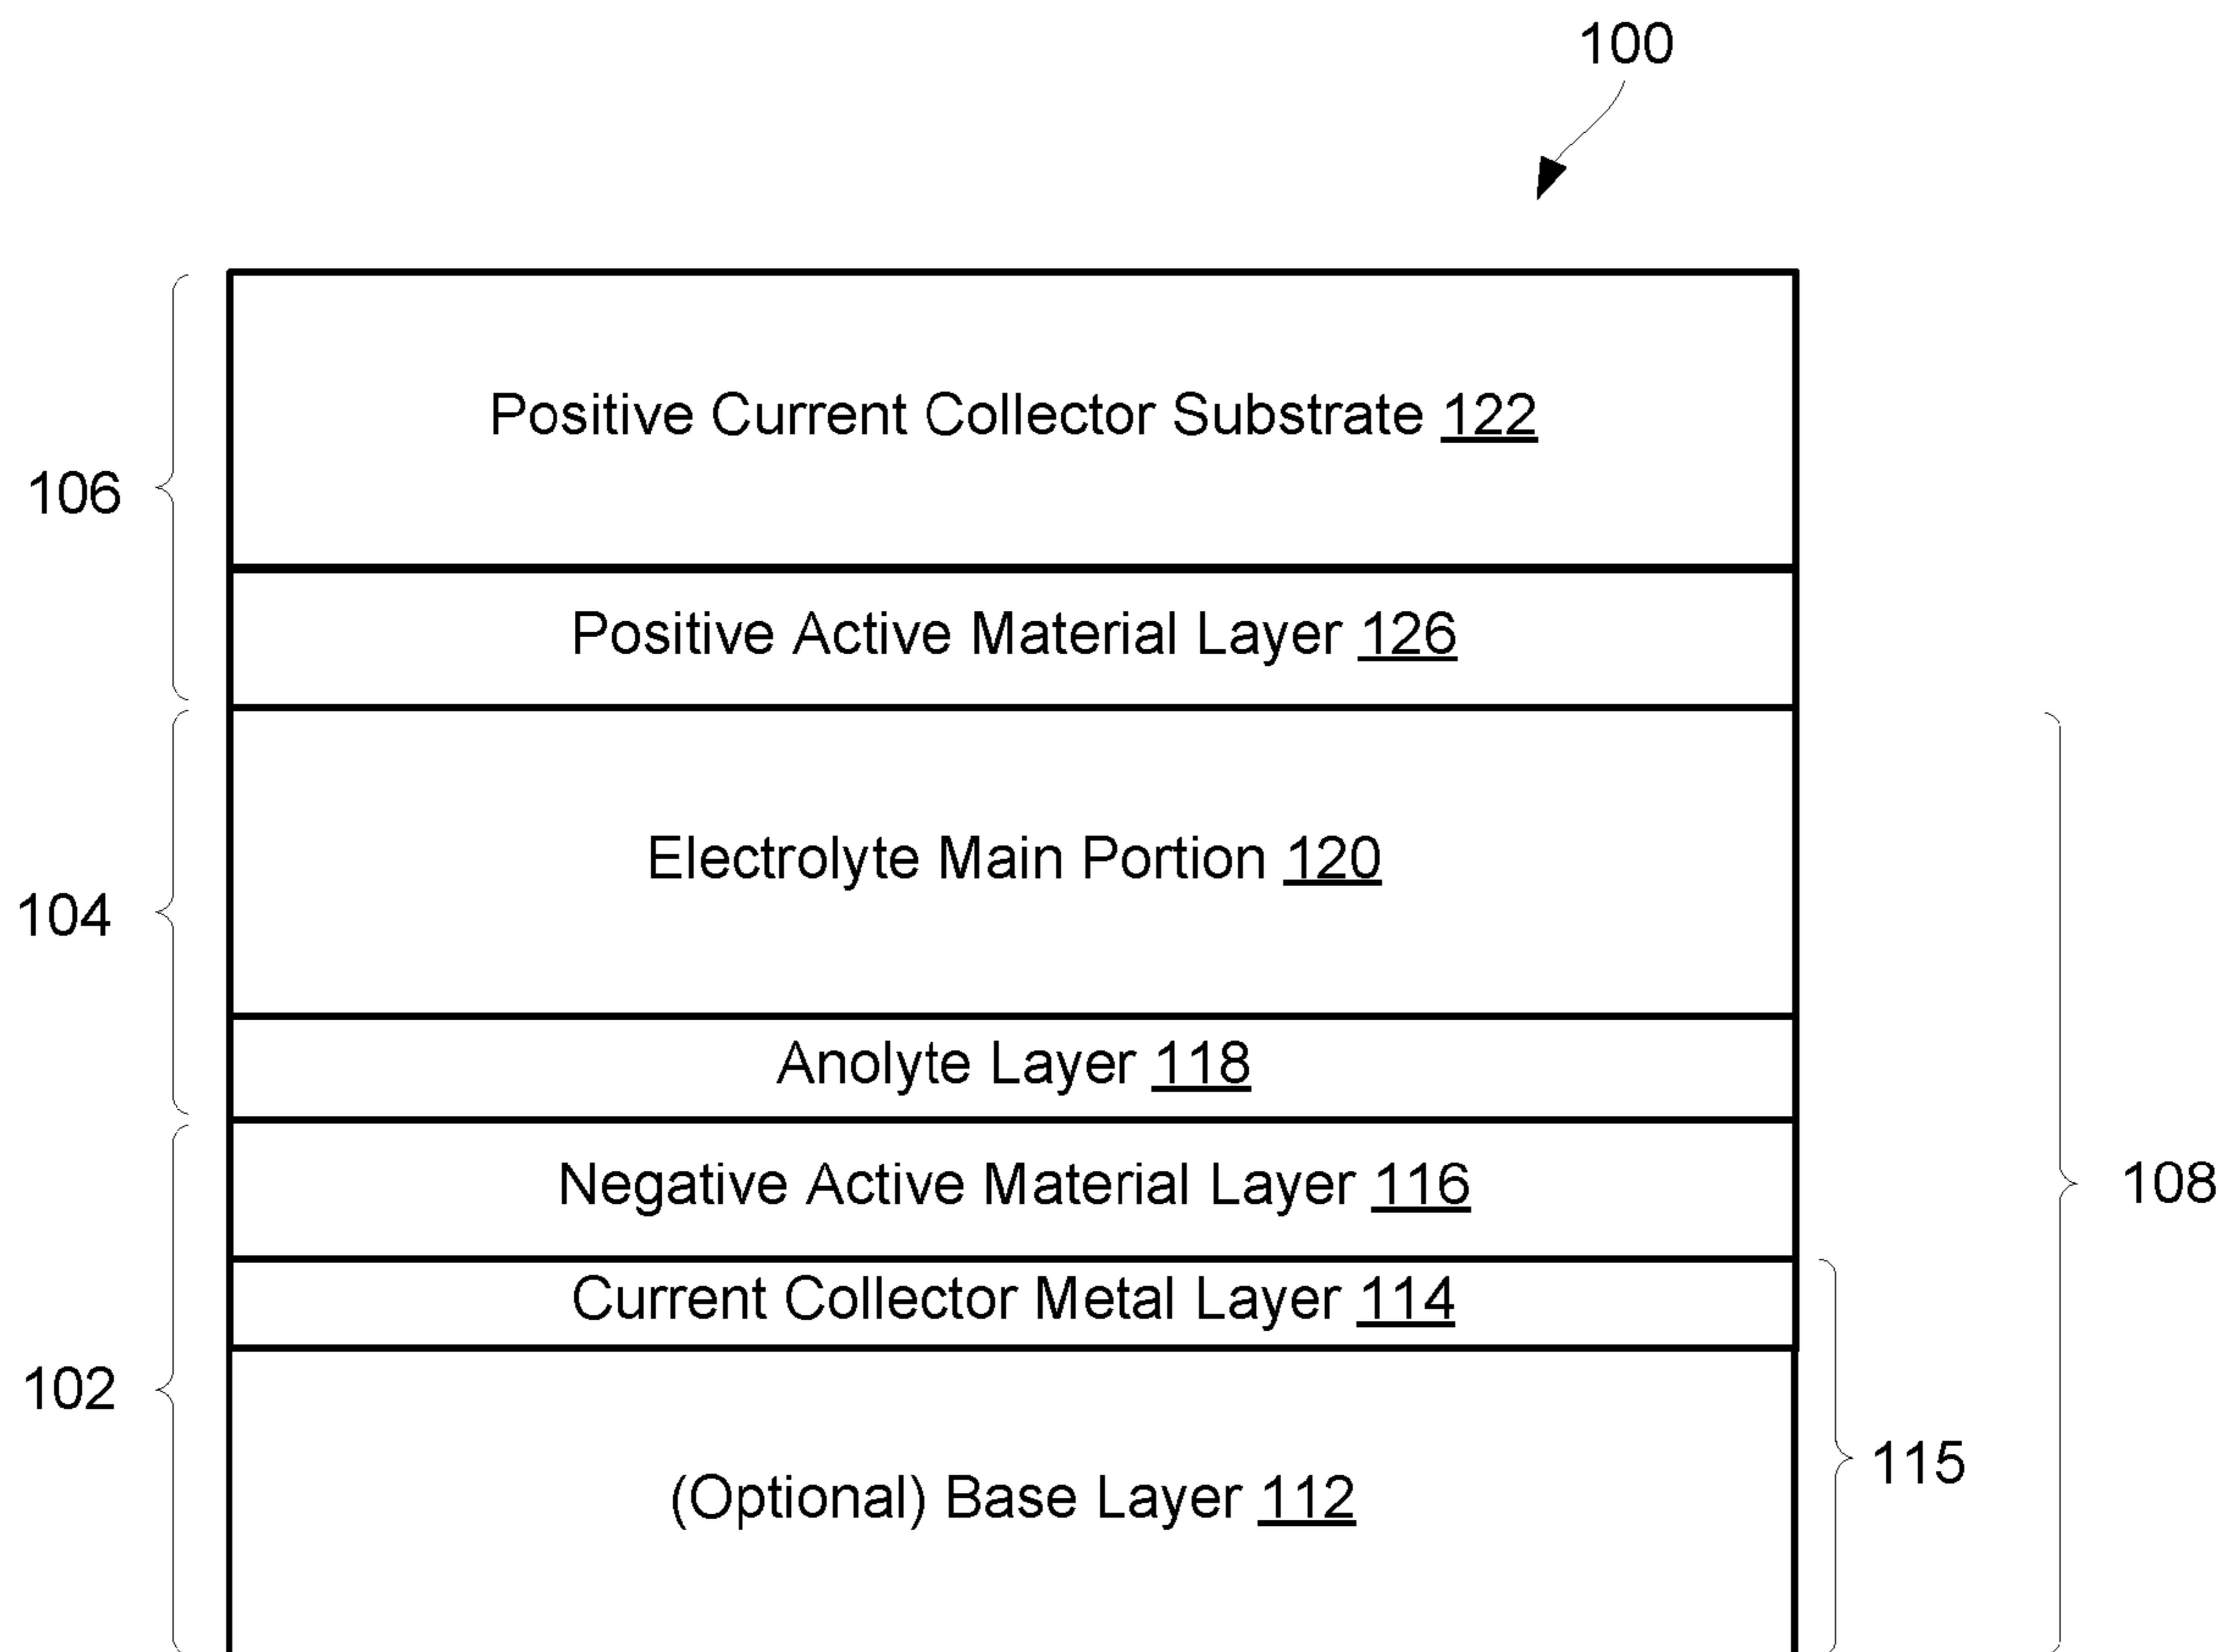 100
Positive Current Collector Substrate 122
106
Positive Active Material Layer 126
Electrolyte Main Portion 120
104
Anolyte Layer 118
Negative Active Material Layer 116
108
Current Collector Metal Layer 114
102
115
(Optional) Base Layer 112